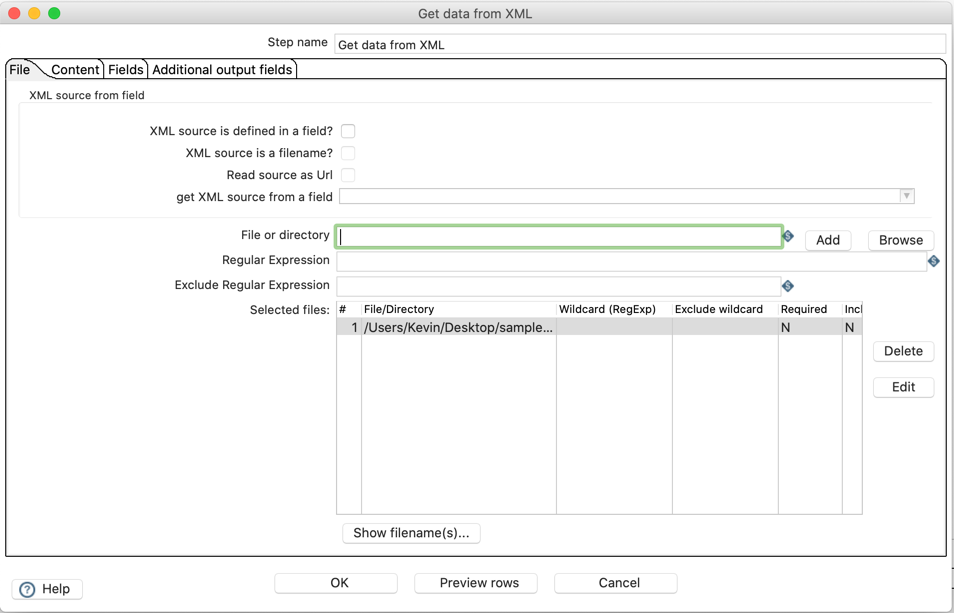 Get data from XML
Step name Get data from XML
File Content Fields Additional output fields
XML source from field
XML source is defined in a field?
XML source is a filename?
Read source as Url
get XML source from a field
File or directory Add Browse
Regular Expression
Exclude Regular Expression
Selected files: # File/Directory Wildcard (RegExp) Exclude wildcard Required Incl
1 /Users/Kevin/Desktop/sample... N N
Delete
Edit
Show filename(s)...
Help OK Preview rows Cancel